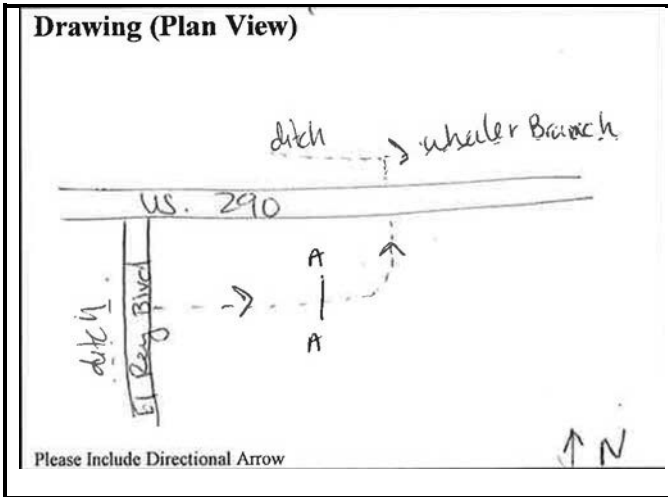 Drawing (Plan View)
ditch
Wheeler Branch
US. 290
A
A
ditch
El Rey Blvd
Please Include Directional Arrow
N